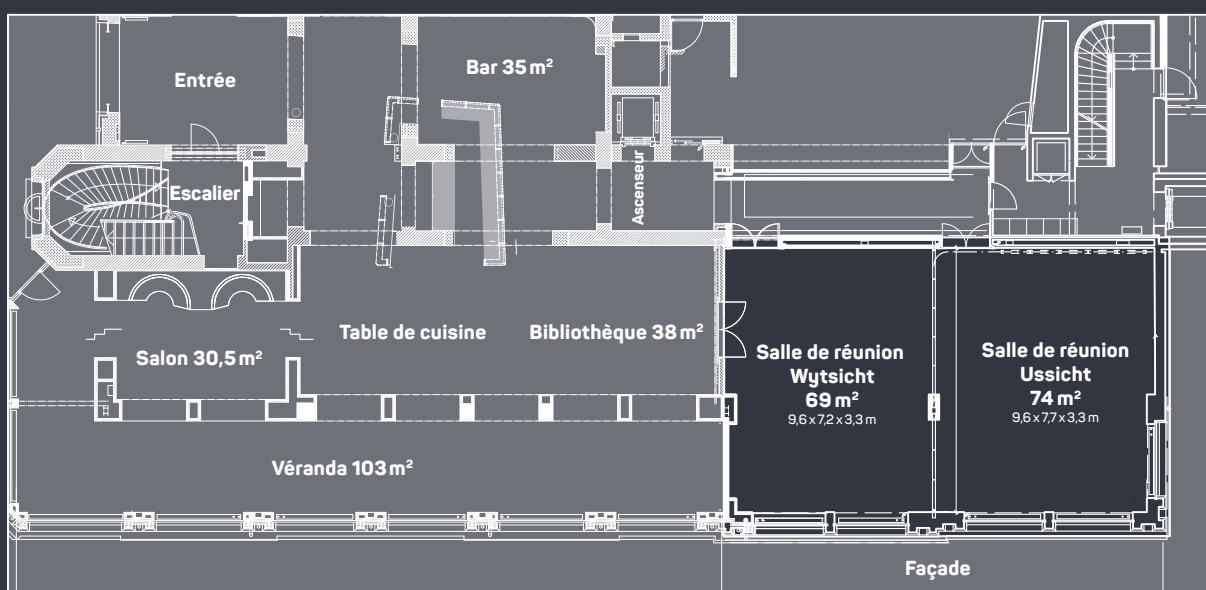 Entrée
Bar 35 m²
Escalier
Ascenseur
Table de cuisine
Bibliothèque 38 m²
Salon 30,5 m²
Salle de réunion
Wytsicht
69 m²
9,6 x 7,2 x 3,3 m
Salle de réunion
Ussicht
74 m²
9,6 x 7,7 x 3,3 m
Véranda 103 m²
Façade